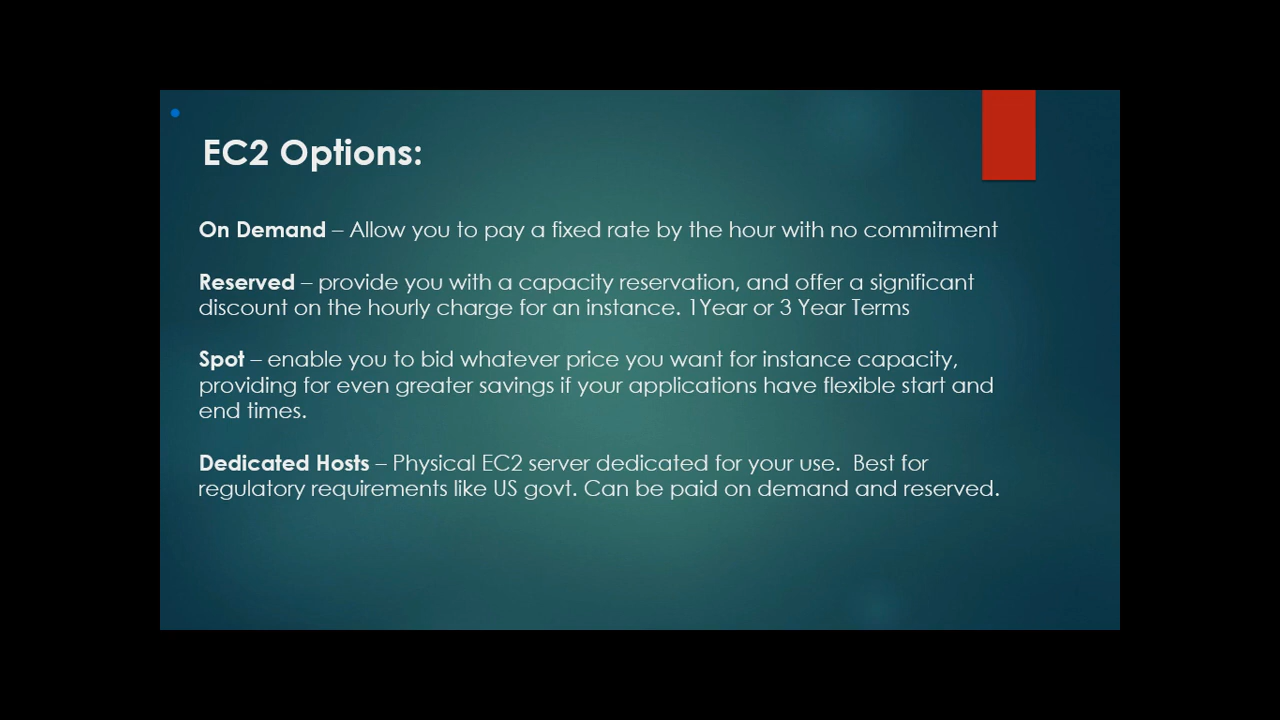 EC2 Options:
On Demand – Allow you to pay a fixed rate by the hour with no commitment
Reserved – provide you with a capacity reservation, and offer a significant
discount on the hourly charge for an instance. 1Year or 3 Year Terms
Spot – enable you to bid whatever price you want for instance capacity,
providing for even greater savings if your applications have flexible start and
end times.
Dedicated Hosts – Physical EC2 server dedicated for your use.  Best for
regulatory requirements like US govt. Can be paid on demand and reserved.